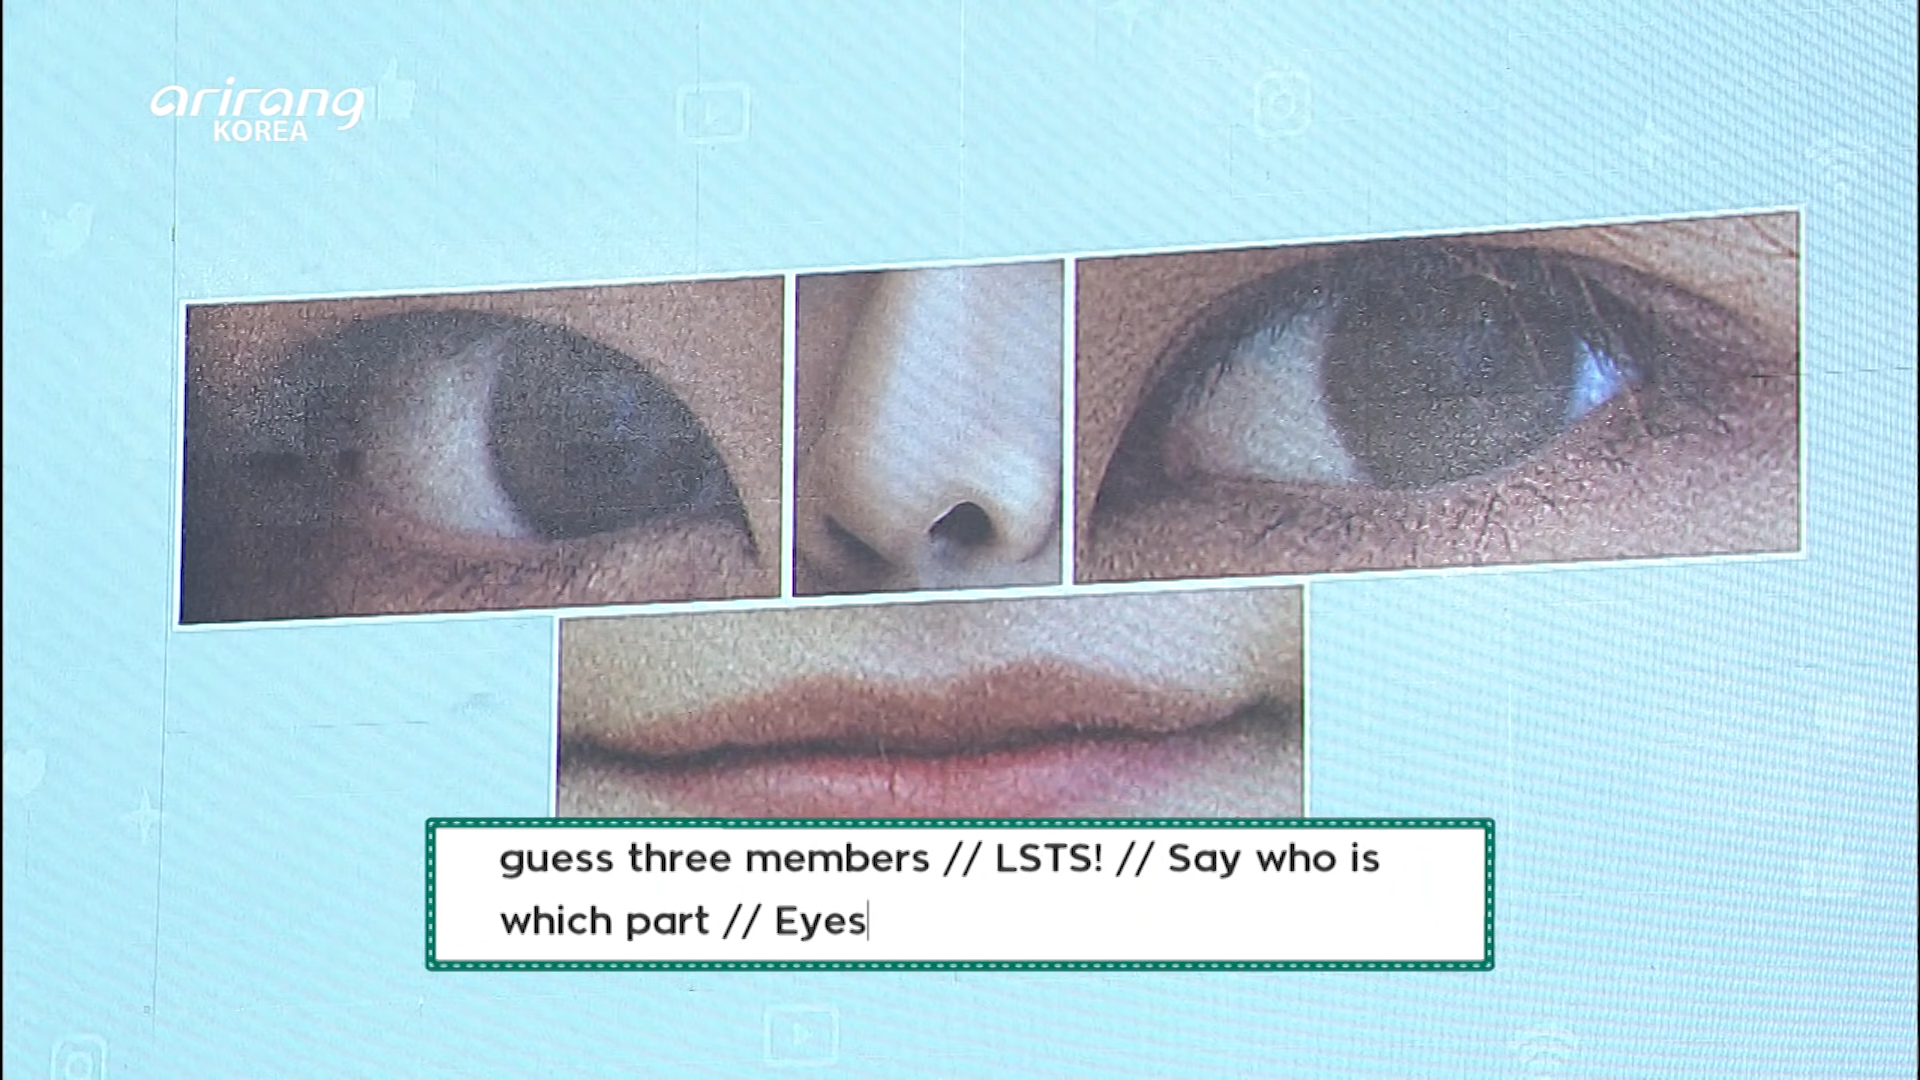 arirang
KOREA
guess three members // LSTS! // Say who is
which part // Eyes